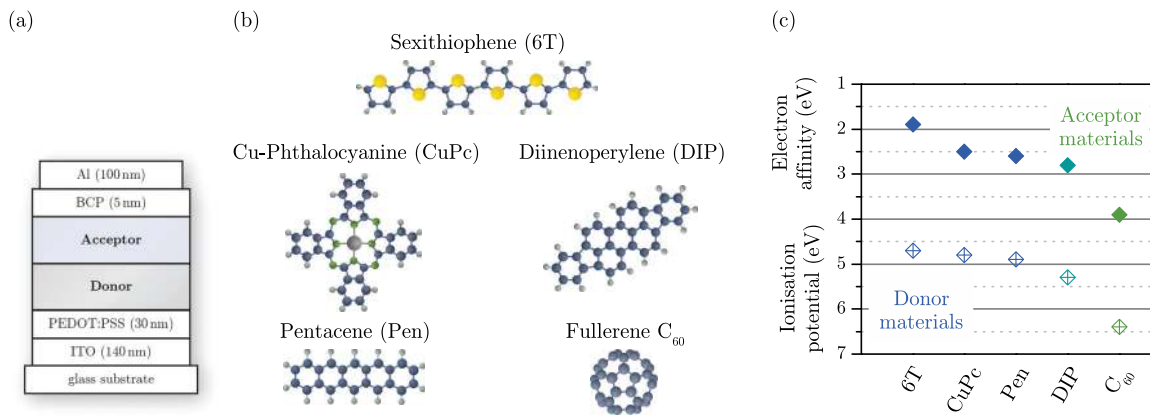 (a)
Al (100 nm)
BCP (5 nm)
Acceptor
Donor
PEDOT:PSS (30 nm)
ITO (140 nm)
glass substrate
(b)
Sexithiophene (6T)
Cu-Phthalocyanine (CuPc)
Diinenoperylene (DIP)
Pentacene (Pen)
Fullerene C60
(c)
Electron
affinity (eV)
Ionisation
potential (eV)
1
2
3
4
5
6
7
Acceptor
materials
Donor
materials
6T
CuPc
Pen
DIP
C60